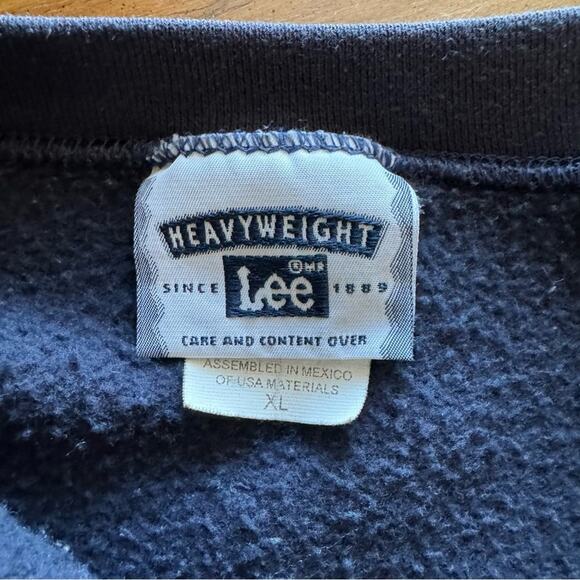 HEAVYWEIGHT
®MR
SINCE Lee 1889
CARE AND CONTENT OVER
ASSEMBLED IN MEXICO
OF USA MATERIALS
XL